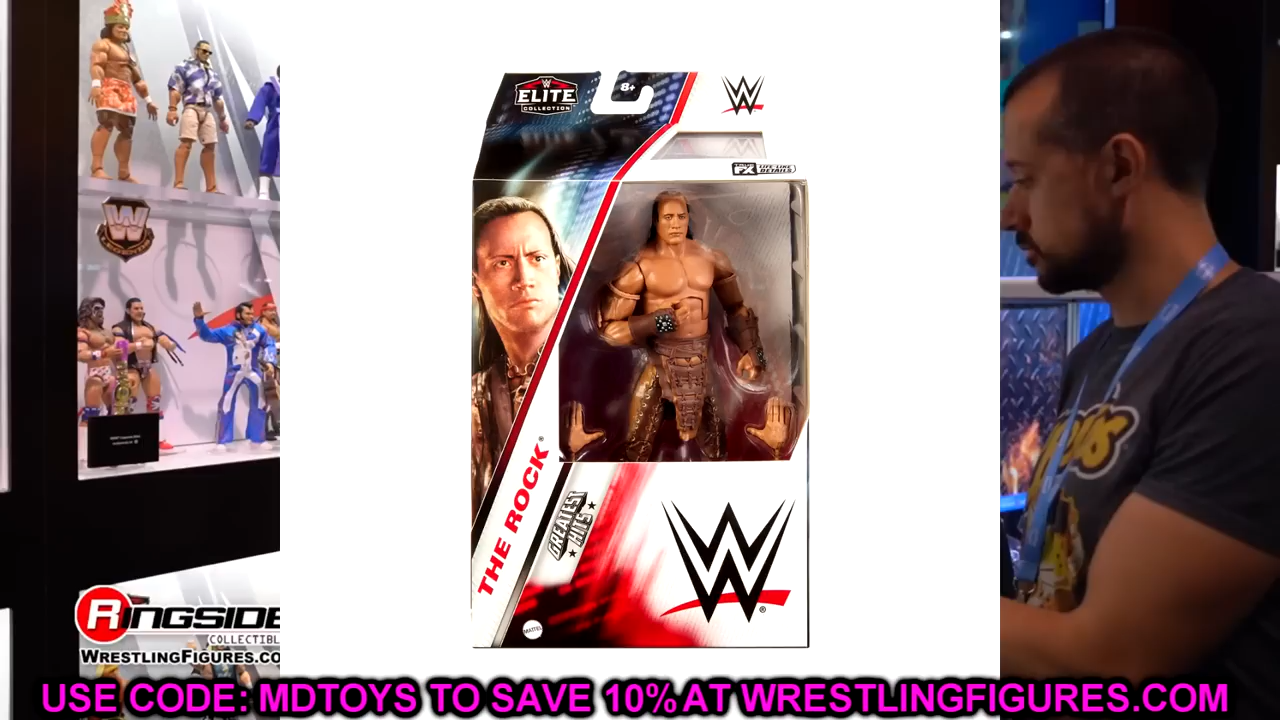 ELITE
COLLECTION
8+
W
FX
LIFE-LIKE
DETAILS
W
LEGENDS
THE ROCK®
GREATEST
HITS
MATTEL
W®
RINGSIDE
COLLECTIBL
WRESTLINGFIGURES.CO
USE CODE: MDTOYS TO SAVE 10% AT WRESTLINGFIGURES.COM